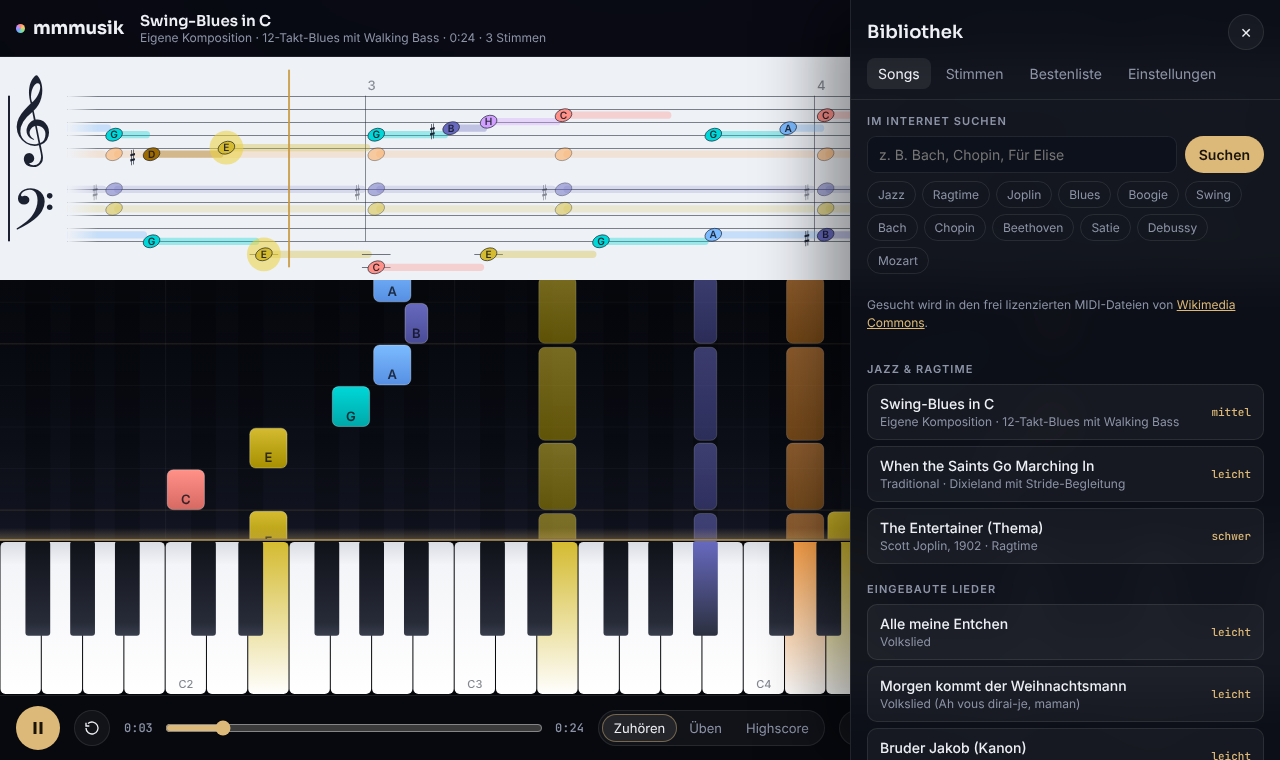 mmmusik
Swing-Blues in C
Eigene Komposition · 12-Takt-Blues mit Walking Bass · 0:24 · 3 Stimmen
3
4
C
C
H
B
G
G
G
A
E
D
G
A
B
G
E
E
C
A
B
A
G
E
C
C2
C3
C4
0:03
0:24
Zuhören
Üben
Highscore
Bibliothek
Songs
Stimmen
Bestenliste
Einstellungen
IM INTERNET SUCHEN
z. B. Bach, Chopin, Für Elise
Suchen
Jazz
Ragtime
Joplin
Blues
Boogie
Swing
Bach
Chopin
Beethoven
Satie
Debussy
Mozart
Gesucht wird in den frei lizenzierten MIDI-Dateien von Wikimedia
Commons.
JAZZ & RAGTIME
Swing-Blues in C
Eigene Komposition · 12-Takt-Blues mit Walking Bass
mittel
When the Saints Go Marching In
Traditional · Dixieland mit Stride-Begleitung
leicht
The Entertainer (Thema)
Scott Joplin, 1902 · Ragtime
schwer
EINGEBAUTE LIEDER
Alle meine Entchen
Volkslied
leicht
Morgen kommt der Weihnachtsmann
Volkslied (Ah vous dirai-je, maman)
leicht
Bruder Jakob (Kanon)
leicht